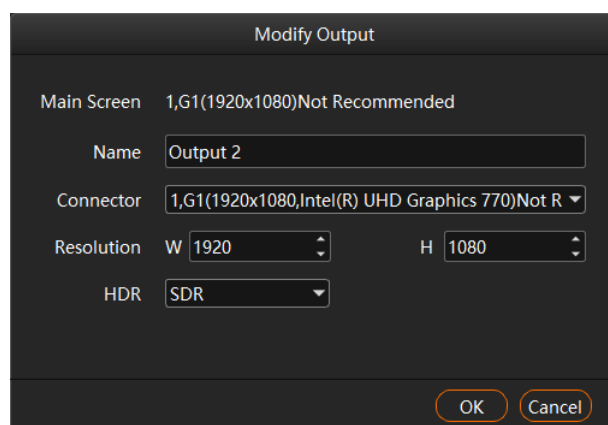 Modify Output
Main Screen 1,G1(1920x1080)Not Recommended
Name Output 2
Connector 1,G1(1920x1080,Intel(R) UHD Graphics 770)Not R
Resolution W 1920 H 1080
HDR SDR
OK Cancel